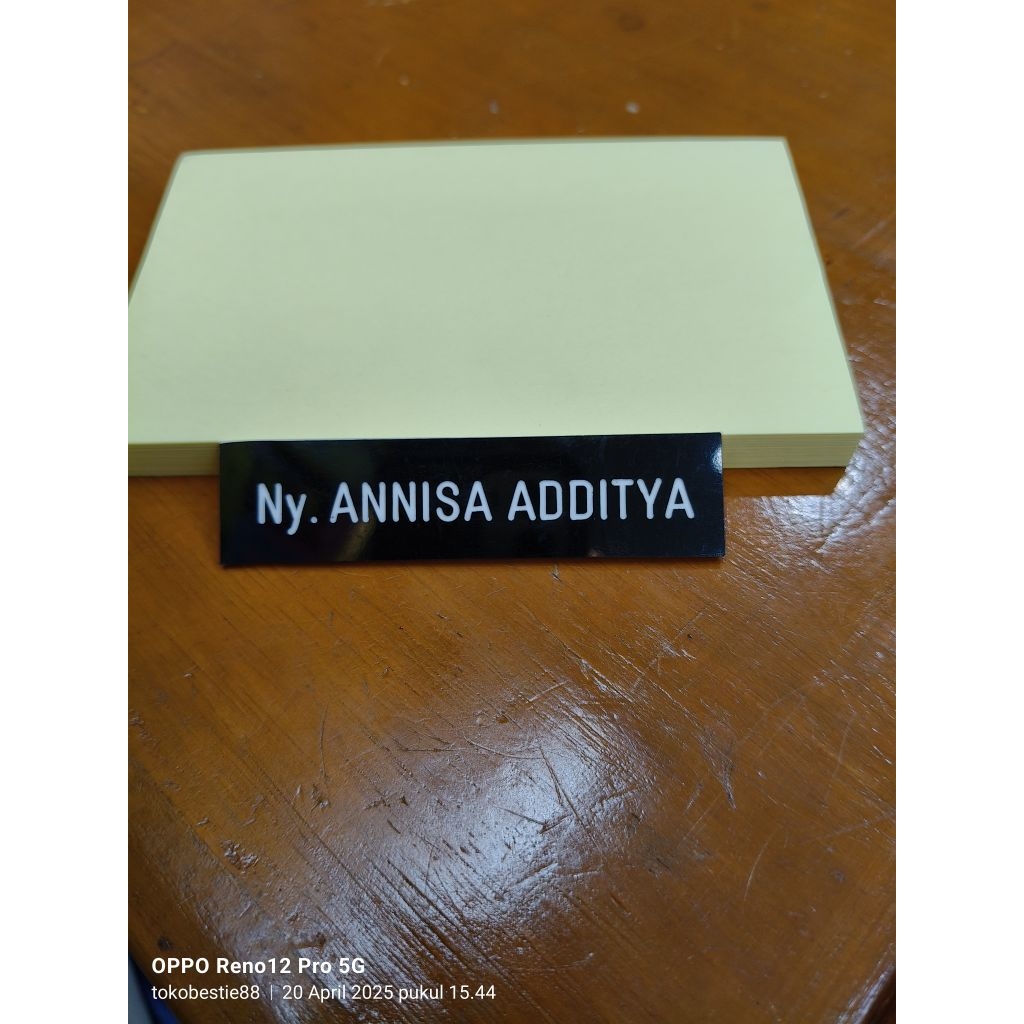 Ny. ANNISA ADDITYA
OPPO Reno12 Pro 5G
tokobestie88 | 20 April 2025 pukul 15.44